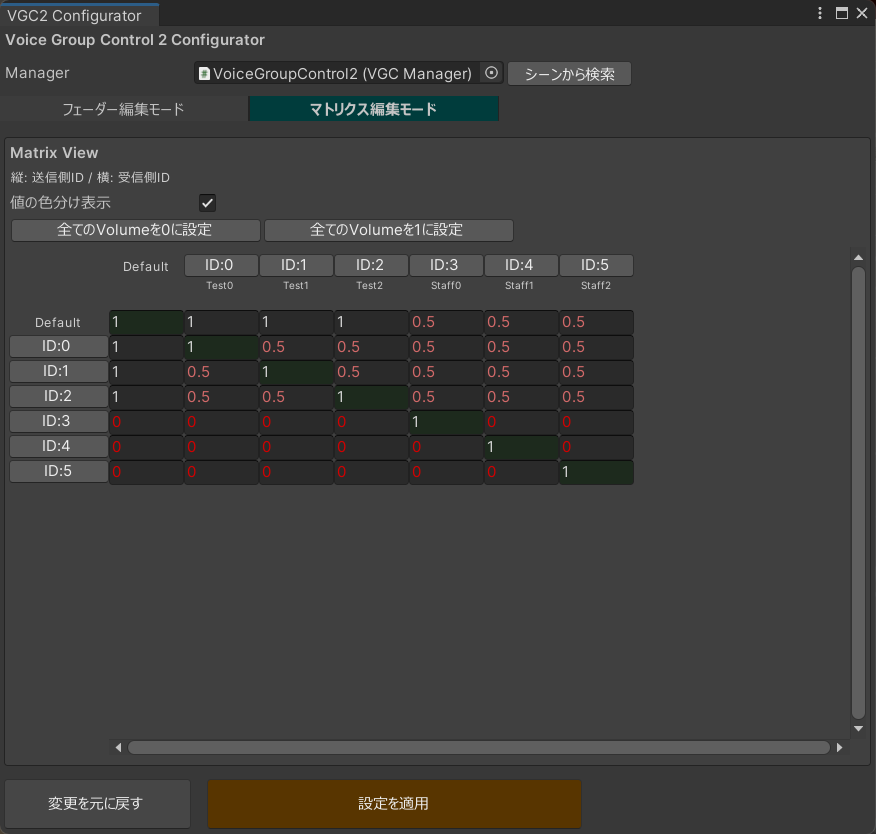 VGC2 Configurator
Voice Group Control 2 Configurator
Manager VoiceGroupControl2 (VGC Manager) シーンから検索
フェーダー編集モード マトリクス編集モード
Matrix View
縦: 送信側ID / 横: 受信側ID
値の色分け表示
全てのVolumeを0に設定 全てのVolumeを1に設定
Default ID:0 ID:1 ID:2 ID:3 ID:4 ID:5
Test0 Test1 Test2 Staff0 Staff1 Staff2
Default 1 1 1 1 0.5 0.5 0.5
ID:0 1 1 0.5 0.5 0.5 0.5 0.5
ID:1 1 0.5 1 0.5 0.5 0.5 0.5
ID:2 1 0.5 0.5 1 0.5 0.5 0.5
ID:3 0 0 0 0 1 0 0
ID:4 0 0 0 0 0 1 0
ID:5 0 0 0 0 0 0 1
変更を元に戻す 設定を適用